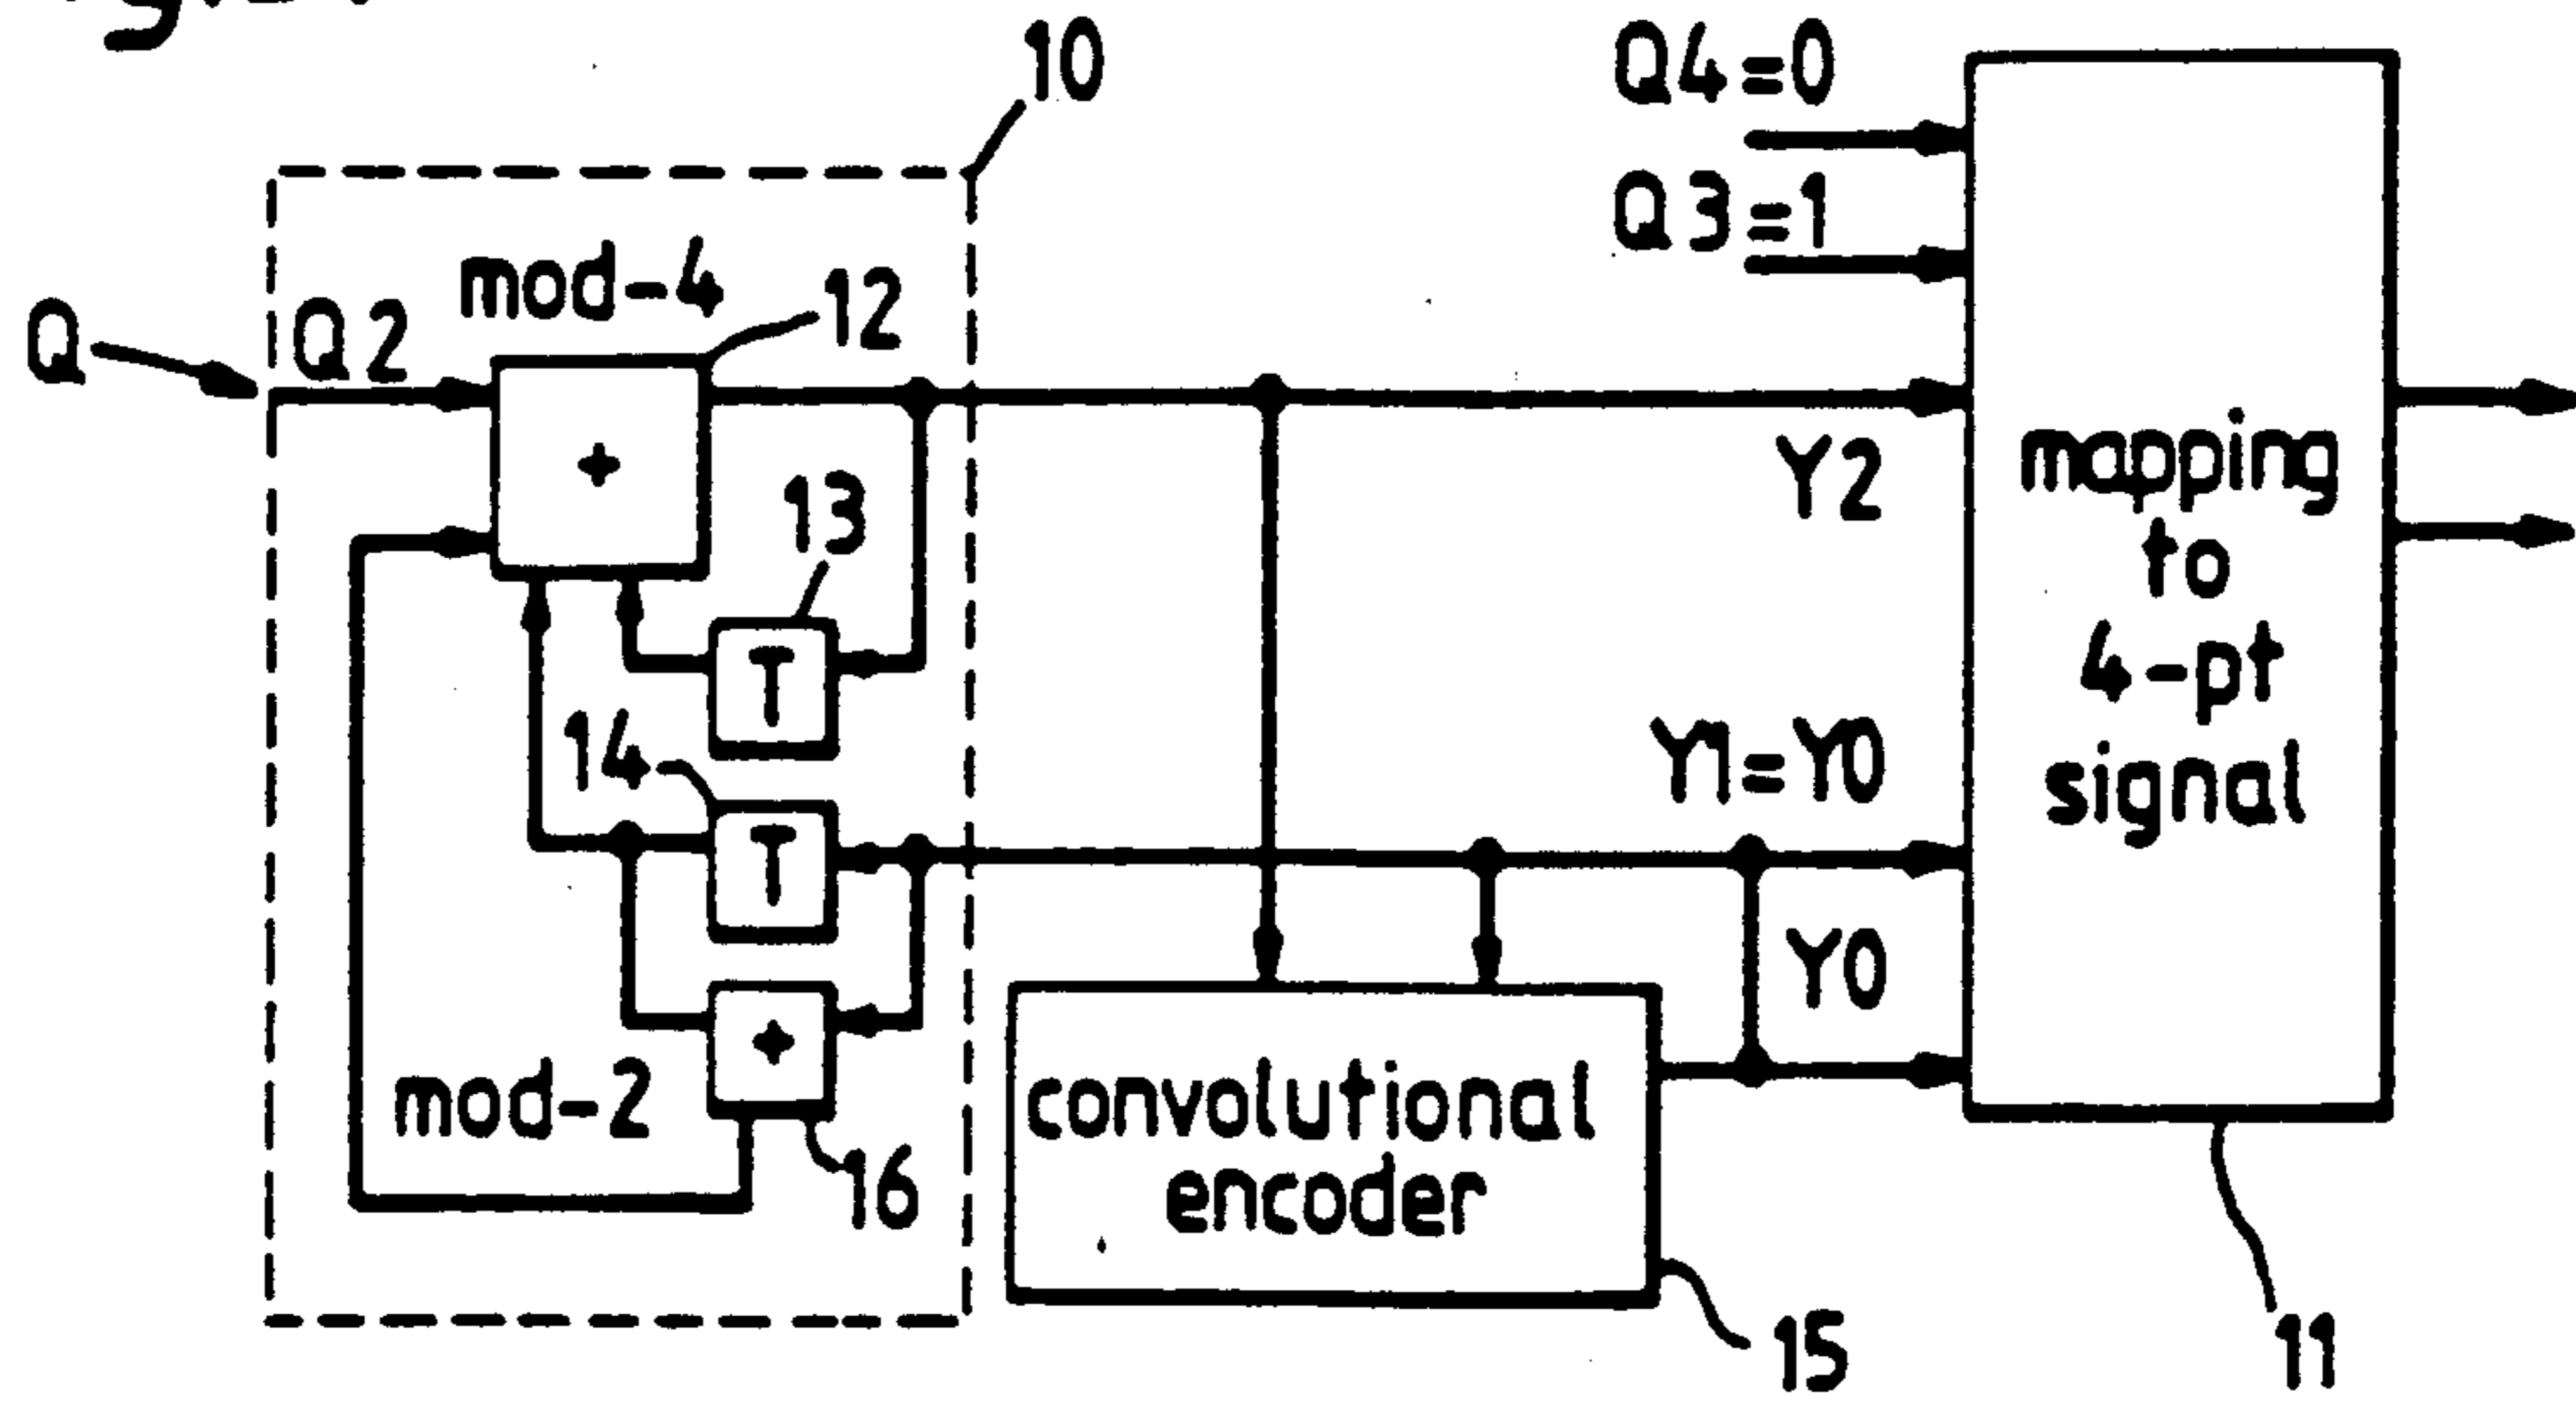 10
Q4=0
Q3=1
mod-4
12
Q
Q2
+
13
T
Y2
mapping
to
4-pt
signal
14
T
Y1=Y0
Y0
+
mod-2
16
convolutional
encoder
15
11